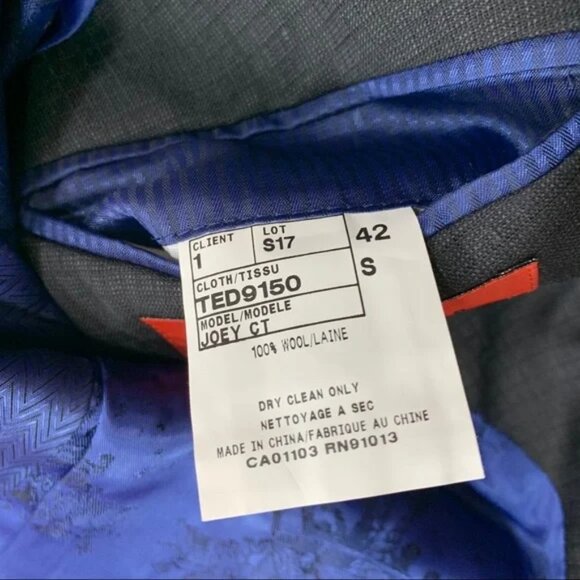 CLIENT LOT
1 S17 42
CLOTH/TISSU S
TED9150
MODEL/MODELE
JOEY CT
100% WOOL/LAINE
DRY CLEAN ONLY
NETTOYAGE A SEC
MADE IN CHINA/FABRIQUE AU CHINE
CA01103 RN91013